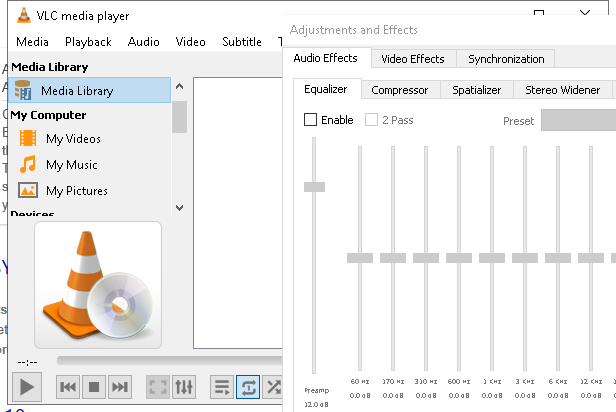 VLC media player
Media Playback Audio Video Subtitle
Media Library
Media Library
My Computer
My Videos
My Music
My Pictures
Devices
--:--
Adjustments and Effects
Audio Effects Video Effects Synchronization
Equalizer Compressor Spatializer Stereo Widener
Enable 2 Pass Preset
60 Hz 170 Hz 310 Hz 600 Hz 1 KHz 3 KHz 6 KHz 12 KHz
Preamp 0.0 dB 0.0 dB 0.0 dB 0.0 dB 0.0 dB 0.0 dB 0.0 dB 0.0 dB
12.0 dB